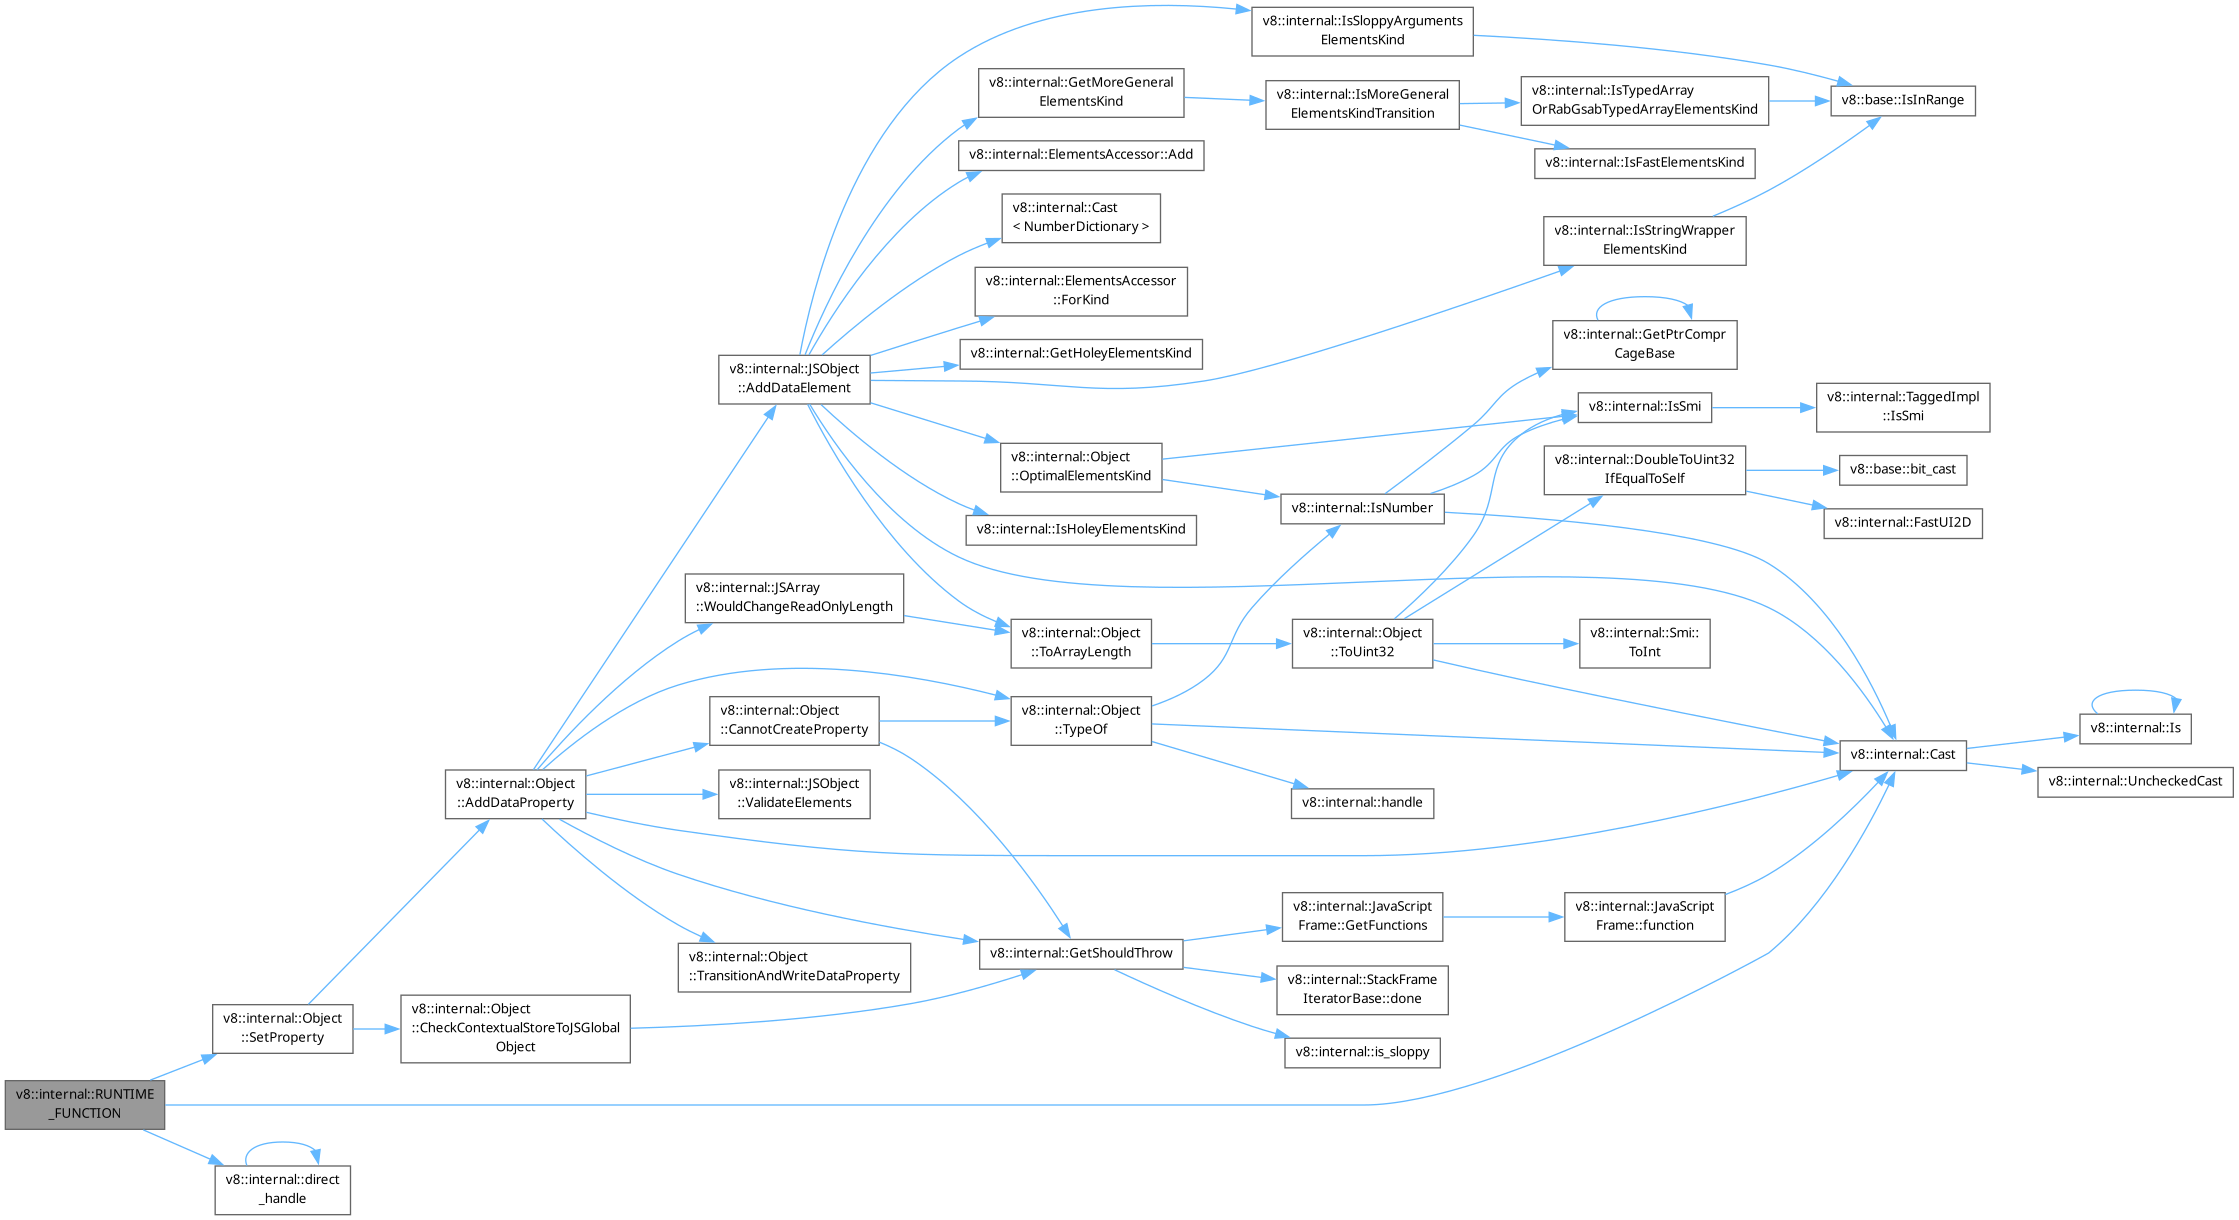 v8::internal::IsSloppyArguments
ElementsKind
v8::internal::GetMoreGeneral
ElementsKind
v8::internal::IsMoreGeneral
ElementsKindTransition
v8::internal::IsTypedArray
OrRabGsabTypedArrayElementsKind
v8::base::IsInRange
v8::internal::ElementsAccessor::Add
v8::internal::IsFastElementsKind
v8::internal::Cast
< NumberDictionary >
v8::internal::IsStringWrapper
ElementsKind
v8::internal::ElementsAccessor
::ForKind
v8::internal::GetPtrCompr
CageBase
v8::internal::GetHoleyElementsKind
v8::internal::JSObject
::AddDataElement
v8::internal::IsSmi
v8::internal::TaggedImpl
::IsSmi
v8::internal::Object
::OptimalElementsKind
v8::internal::DoubleToUint32
IfEqualToSelf
v8::base::bit_cast
v8::internal::IsNumber
v8::internal::FastUI2D
v8::internal::IsHoleyElementsKind
v8::internal::JSArray
::WouldChangeReadOnlyLength
v8::internal::Object
::ToArrayLength
v8::internal::Object
::ToUint32
v8::internal::Smi::
ToInt
v8::internal::Object
::CannotCreateProperty
v8::internal::Object
::TypeOf
v8::internal::Is
v8::internal::Cast
v8::internal::UncheckedCast
v8::internal::Object
::AddDataProperty
v8::internal::JSObject
::ValidateElements
v8::internal::handle
v8::internal::JavaScript
Frame::GetFunctions
v8::internal::JavaScript
Frame::function
v8::internal::GetShouldThrow
v8::internal::Object
::TransitionAndWriteDataProperty
v8::internal::StackFrame
IteratorBase::done
v8::internal::Object
::SetProperty
v8::internal::Object
::CheckContextualStoreToJSGlobal
Object
v8::internal::is_sloppy
v8::internal::RUNTIME
_FUNCTION
v8::internal::direct
_handle